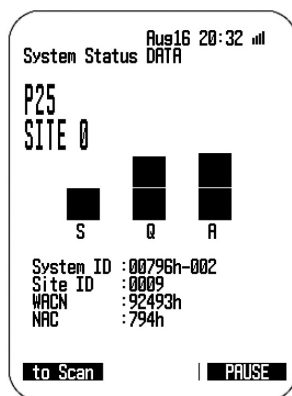 Aug16 20:32
System Status DATA
P25
SITE 0
S Q A
System ID :00796h-002
Site ID :0009
WACN :92493h
NAC :794h
to Scan | PAUSE